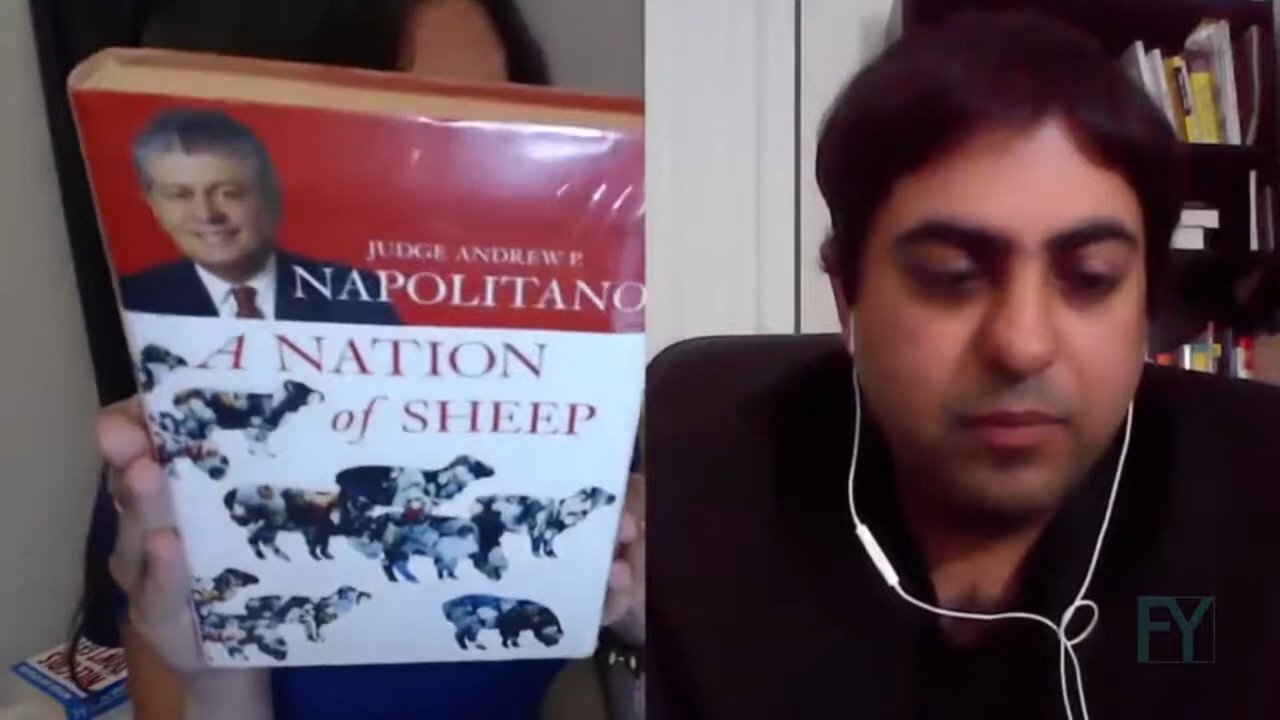 JUDGE ANDREW P.
NAPOLITANO
A NATION
of SHEEP
FY